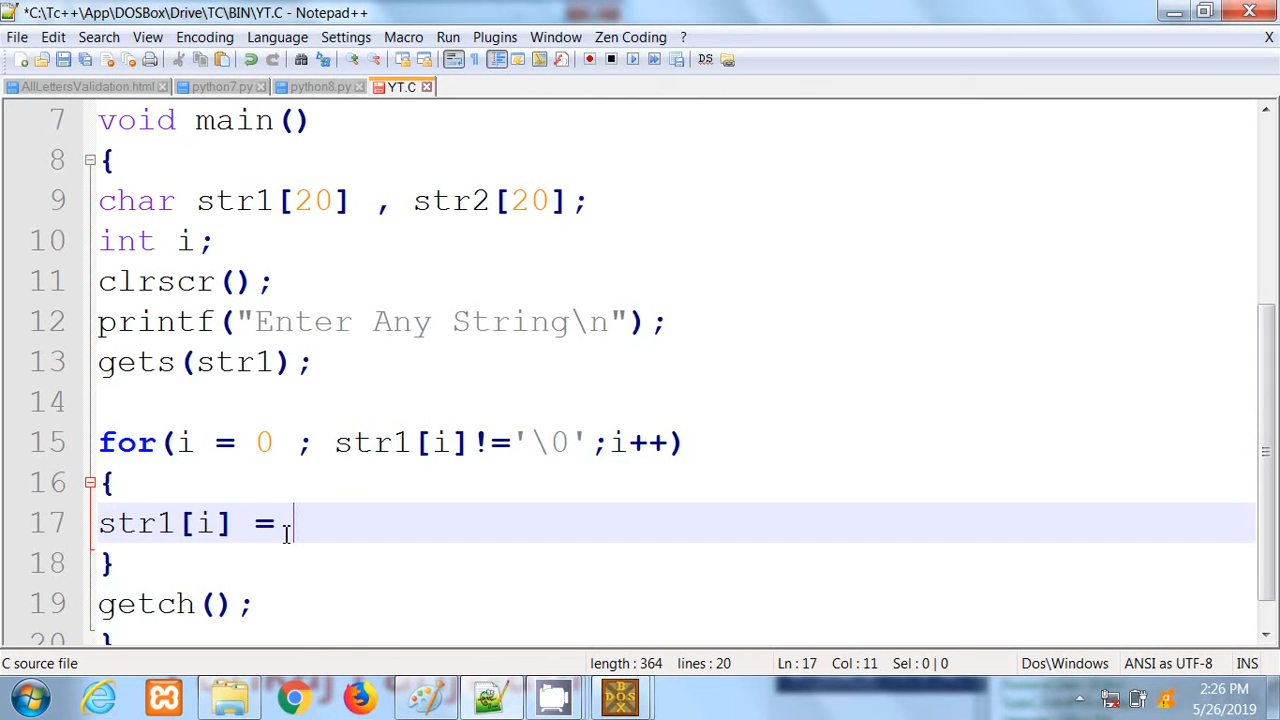 *C:\Tc++\App\DOSBox\Drive\TC\BIN\YT.C - Notepad++
File Edit Search View Encoding Language Settings Macro Run Plugins Window Zen Coding ? X
AllLettersValidation.html python7.py python8.py YT.C
7 void main()
8 {
9 char str1[20] , str2[20];
10 int i;
11 clrscr();
12 printf("Enter Any String\n");
13 gets(str1);
14
15 for(i = 0 ; str1[i]!='\0';i++)
16 {
17 str1[i] =
18 }
19 getch();
20 }
C source file length : 364 lines : 20 Ln : 17 Col : 11 Sel : 0 | 0 Dos\Windows ANSI as UTF-8 INS
2:26 PM
5/26/2019